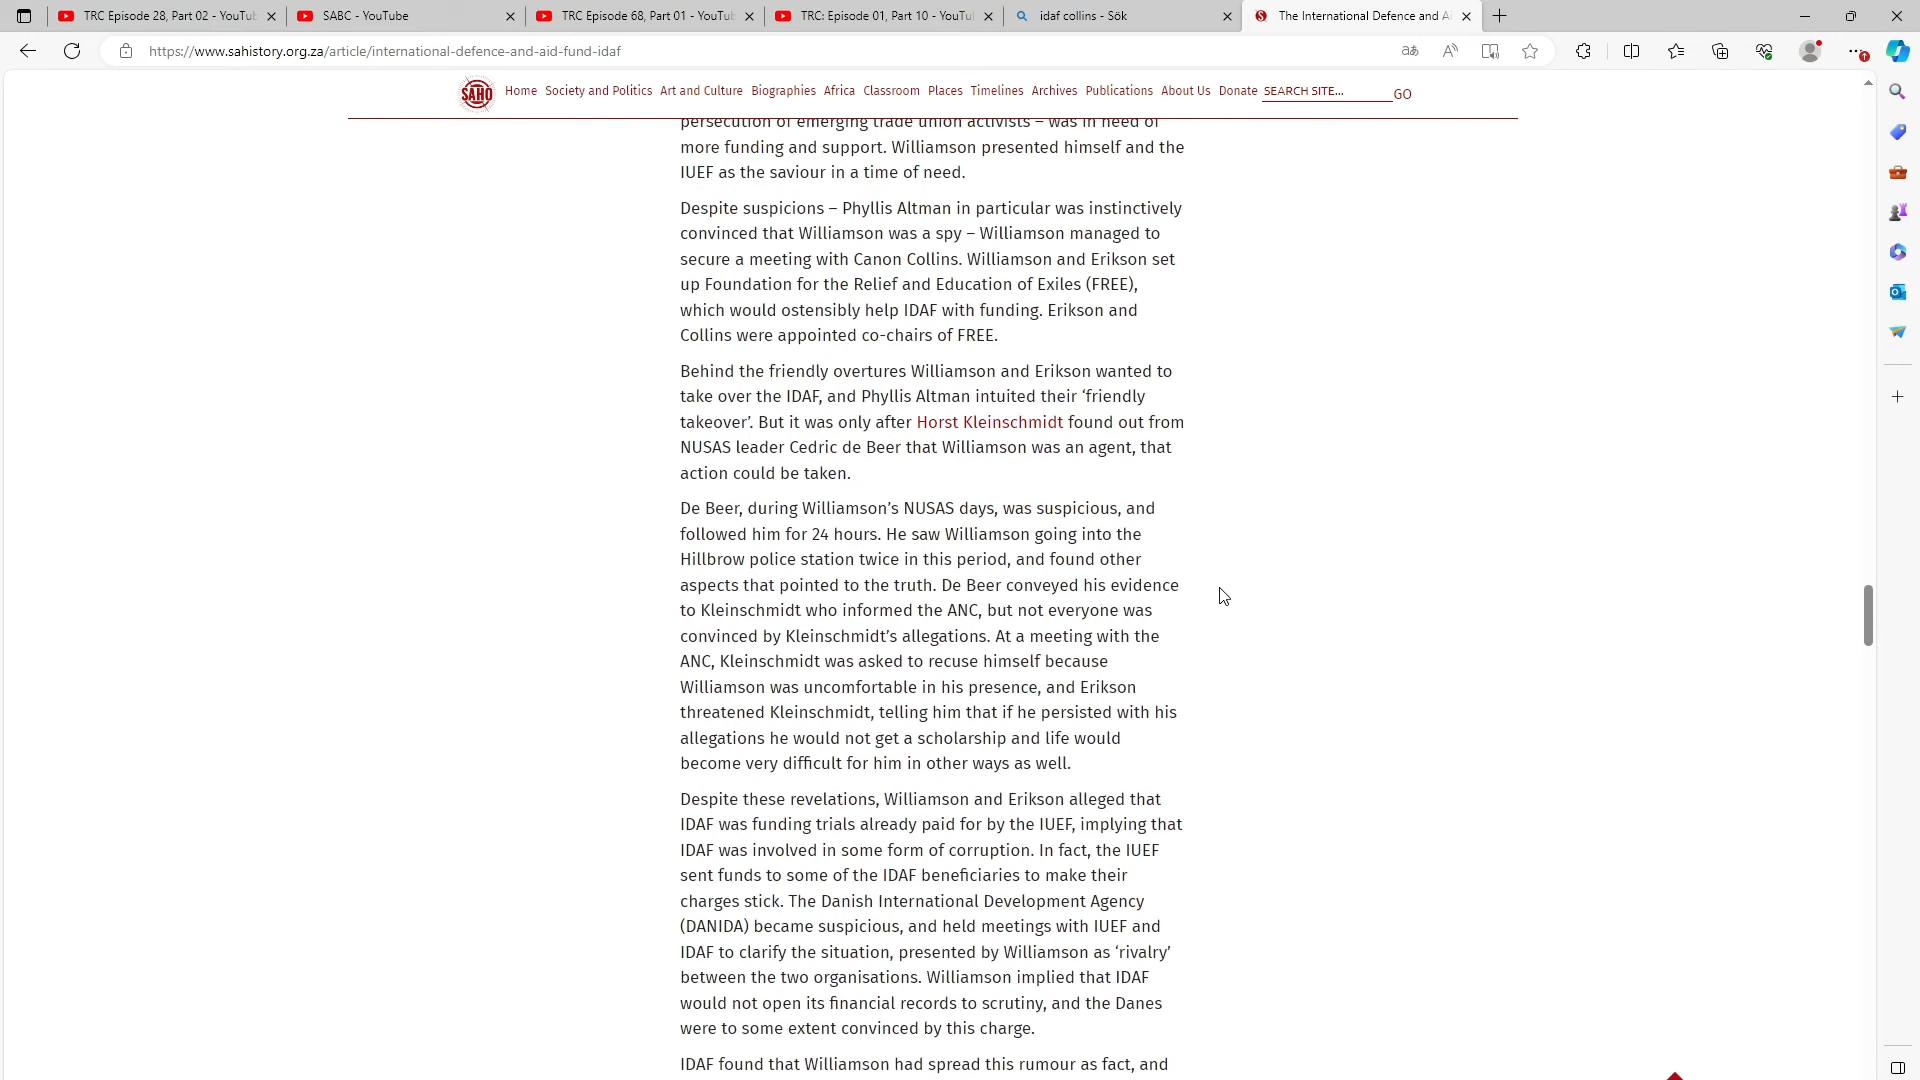 TRC Episode 28, Part 02 - YouTub
SABC - YouTube
TRC Episode 68, Part 01 - YouTub
TRC: Episode 01, Part 10 - YouTu
idaf collins - Sök
The International Defence and Ai
https://www.sahistory.org.za/article/international-defence-and-aid-fund-idaf
SAHO
Home Society and Politics Art and Culture Biographies Africa Classroom Places Timelines Archives Publications About Us Donate SEARCH SITE... GO
persecution of emerging trade union activists – was in need of
more funding and support. Williamson presented himself and the
IUEF as the saviour in a time of need.
Despite suspicions – Phyllis Altman in particular was instinctively
convinced that Williamson was a spy – Williamson managed to
secure a meeting with Canon Collins. Williamson and Erikson set
up Foundation for the Relief and Education of Exiles (FREE),
which would ostensibly help IDAF with funding. Erikson and
Collins were appointed co-chairs of FREE.
Behind the friendly overtures Williamson and Erikson wanted to
take over the IDAF, and Phyllis Altman intuited their ‘friendly
takeover’. But it was only after Horst Kleinschmidt found out from
NUSAS leader Cedric de Beer that Williamson was an agent, that
action could be taken.
De Beer, during Williamson’s NUSAS days, was suspicious, and
followed him for 24 hours. He saw Williamson going into the
Hillbrow police station twice in this period, and found other
aspects that pointed to the truth. De Beer conveyed his evidence
to Kleinschmidt who informed the ANC, but not everyone was
convinced by Kleinschmidt’s allegations. At a meeting with the
ANC, Kleinschmidt was asked to recuse himself because
Williamson was uncomfortable in his presence, and Erikson
threatened Kleinschmidt, telling him that if he persisted with his
allegations he would not get a scholarship and life would
become very difficult for him in other ways as well.
Despite these revelations, Williamson and Erikson alleged that
IDAF was funding trials already paid for by the IUEF, implying that
IDAF was involved in some form of corruption. In fact, the IUEF
sent funds to some of the IDAF beneficiaries to make their
charges stick. The Danish International Development Agency
(DANIDA) became suspicious, and held meetings with IUEF and
IDAF to clarify the situation, presented by Williamson as ‘rivalry’
between the two organisations. Williamson implied that IDAF
would not open its financial records to scrutiny, and the Danes
were to some extent convinced by this charge.
IDAF found that Williamson had spread this rumour as fact, and